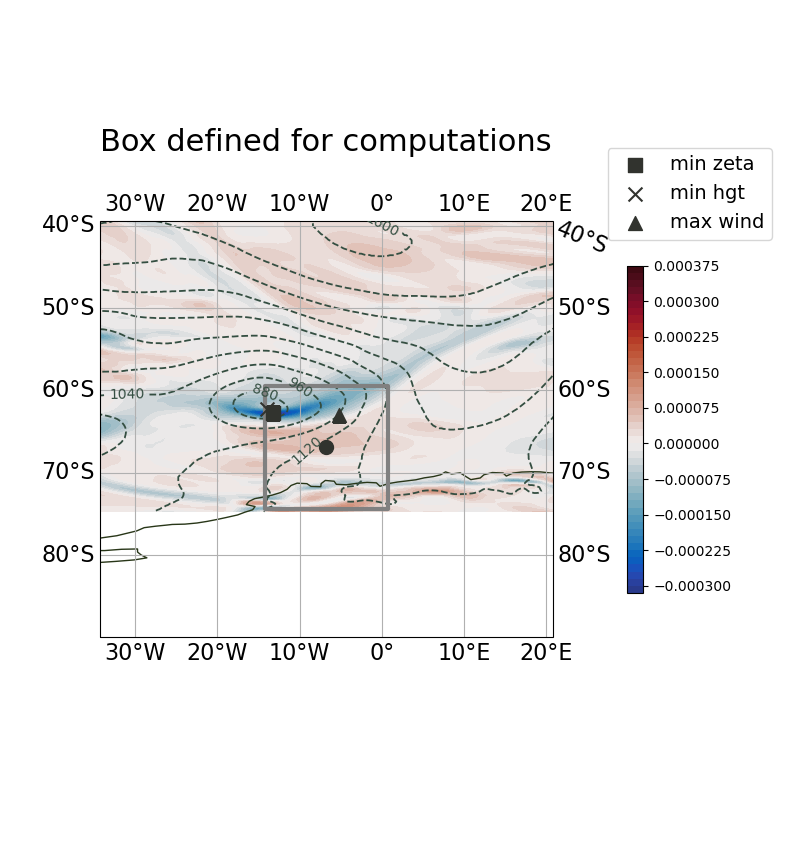 Box defined for computations
min zeta
min hgt
max wind
30°W 20°W 10°W 0° 10°E 20°E
40°S 40°S
50°S 50°S
60°S 60°S
70°S 70°S
80°S 80°S
30°W 20°W 10°W 0° 10°E 20°E
1040
880
960
1120
0.000375
0.000300
0.000225
0.000150
0.000075
0.000000
−0.000075
−0.000150
−0.000225
−0.000300